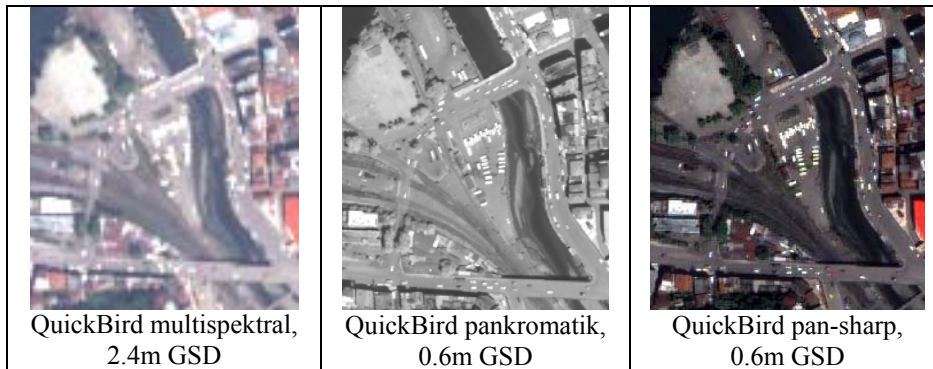 QuickBird multispektral,
2.4m GSD
QuickBird pankromatik,
0.6m GSD
QuickBird pan-sharp,
0.6m GSD